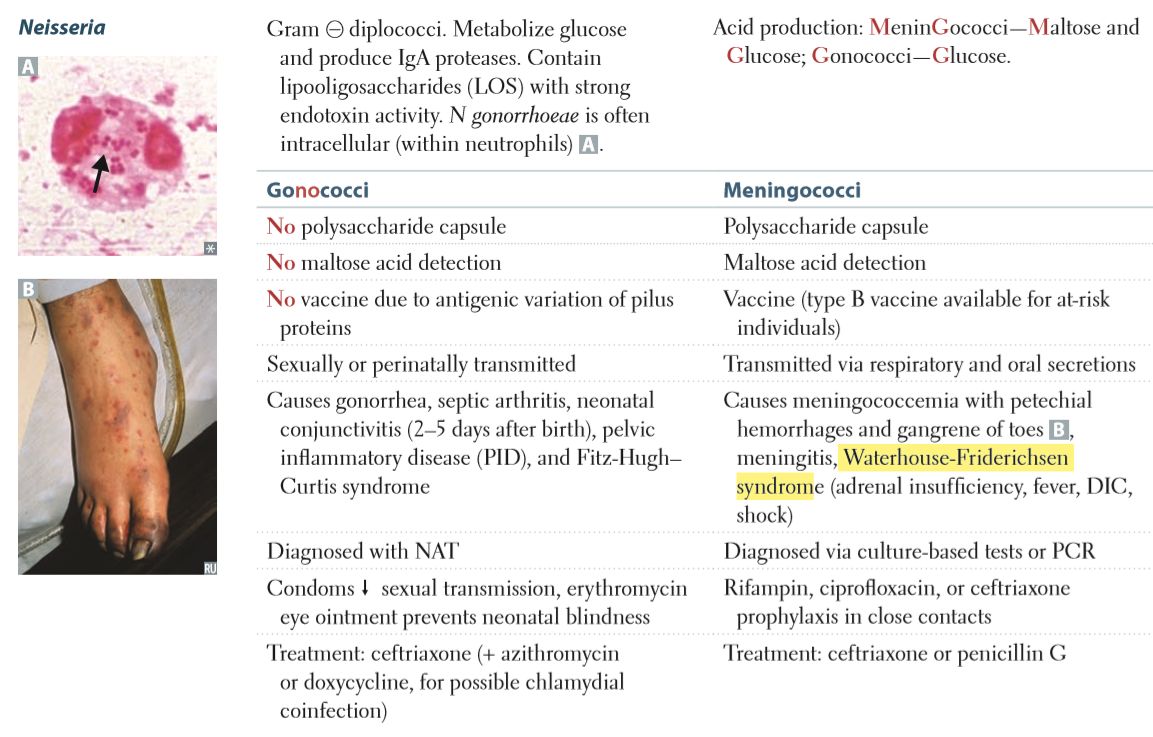 Neisseria
Gram ⊖ diplococci. Metabolize glucose
and produce IgA proteases. Contain
lipooligosaccharides (LOS) with strong
endotoxin activity. N gonorrhoeae is often
intracellular (within neutrophils) A.
Acid production: MeninGococci—Maltose and
Glucose; Gonococci—Glucose.
A
*
B
RU
Gonococci
Meningococci
No polysaccharide capsule
Polysaccharide capsule
No maltose acid detection
Maltose acid detection
No vaccine due to antigenic variation of pilus
proteins
Vaccine (type B vaccine available for at-risk
individuals)
Sexually or perinatally transmitted
Transmitted via respiratory and oral secretions
Causes gonorrhea, septic arthritis, neonatal
conjunctivitis (2–5 days after birth), pelvic
inflammatory disease (PID), and Fitz-Hugh–
Curtis syndrome
Causes meningococcemia with petechial
hemorrhages and gangrene of toes B,
meningitis, Waterhouse-Friderichsen
syndrome (adrenal insufficiency, fever, DIC,
shock)
Diagnosed with NAT
Diagnosed via culture-based tests or PCR
Condoms ↓ sexual transmission, erythromycin
eye ointment prevents neonatal blindness
Rifampin, ciprofloxacin, or ceftriaxone
prophylaxis in close contacts
Treatment: ceftriaxone (+ azithromycin
or doxycycline, for possible chlamydial
coinfection)
Treatment: ceftriaxone or penicillin G